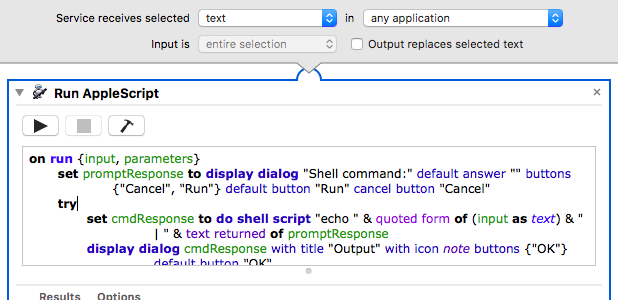 Service receives selected text in any application
Input is entire selection Output replaces selected text
Run AppleScript
on run {input, parameters}
set promptResponse to display dialog "Shell command:" default answer "" buttons
{"Cancel", "Run"} default button "Run" cancel button "Cancel"
try
set cmdResponse to do shell script "echo " & quoted form of (input as text) & "
| " & text returned of promptResponse
display dialog cmdResponse with title "Output" with icon note buttons {"OK"}
default button "OK"
Results Options